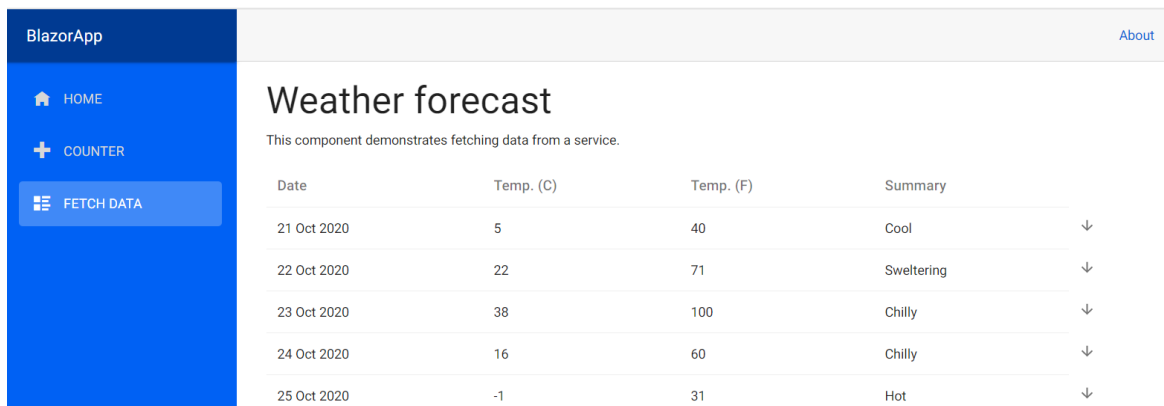 BlazorApp
About
HOME
COUNTER
FETCH DATA
Weather forecast
This component demonstrates fetching data from a service.
Date Temp. (C) Temp. (F) Summary
21 Oct 2020 5 40 Cool
22 Oct 2020 22 71 Sweltering
23 Oct 2020 38 100 Chilly
24 Oct 2020 16 60 Chilly
25 Oct 2020 -1 31 Hot